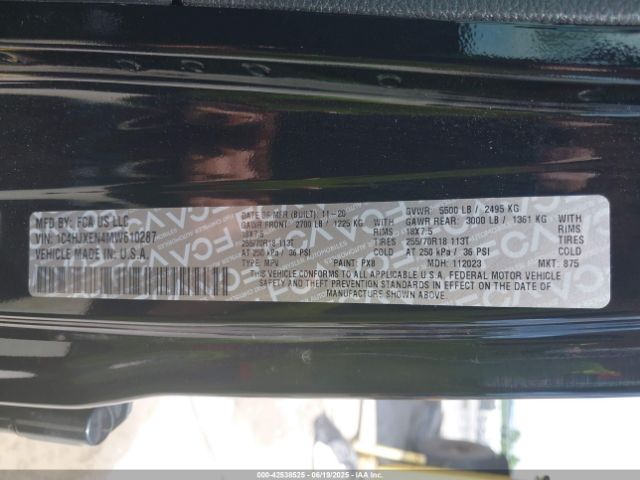 MFD BY: FCA US LLC
VIN: 1C4HJXEN4MW510287
VEHICLE MADE IN: U.S.A.
DATE OF MFR (BUILT): 11-20
GAWR FRONT: 2700 LB / 1225 KG WITH
18X7.5 RIMS
255/70R18 113T TIRES
AT 250 kPa / 36 PSI COLD
TYPE: MPV PAINT: PX8
GVWR: 5500 LB / 2495 KG
GAWR REAR: 3000 LB / 1361 KG WITH
18X7.5 RIMS
255/70R18 113T TIRES
AT 250 kPa / 36 PSI COLD
MDH: 112023 MKT: 875
THIS VEHICLE CONFORMS TO ALL APPLICABLE U.S.A. FEDERAL MOTOR VEHICLE
SAFETY AND THEFT PREVENTION STANDARDS IN EFFECT ON THE DATE OF
MANUFACTURE SHOWN ABOVE.
000-42538525 - 06/19/2025 - IAA Holdings, LLC